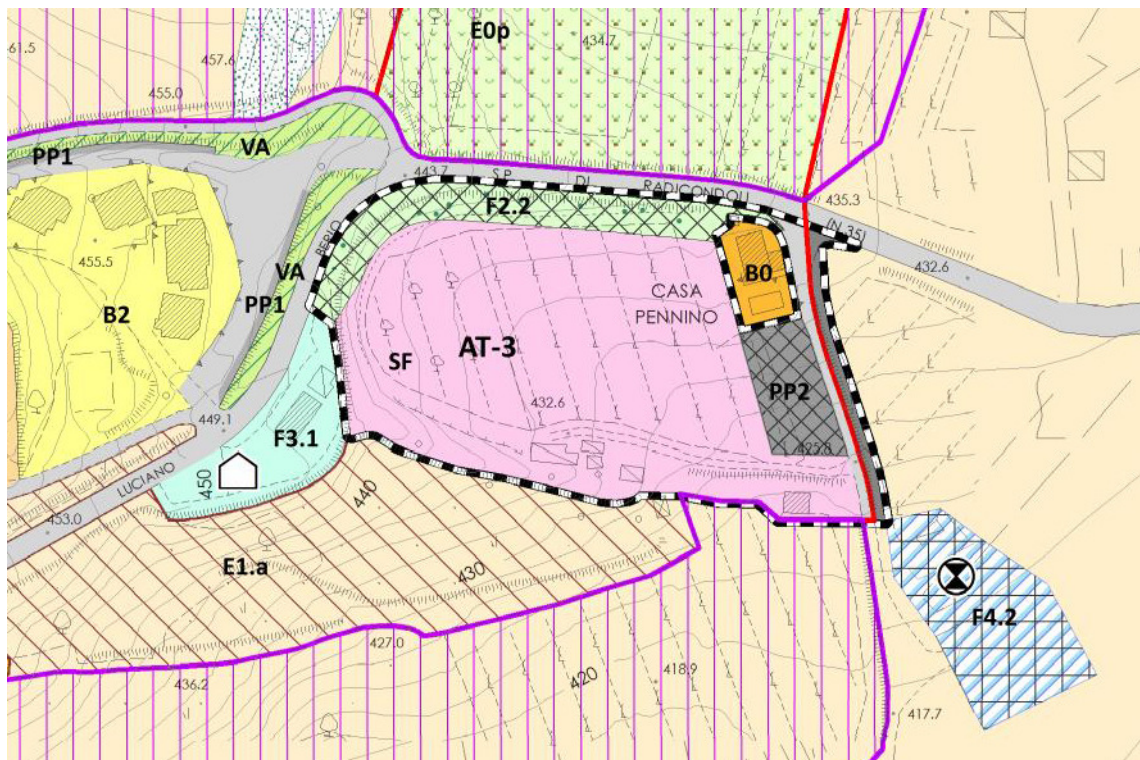 E0p
434.7
461.5
457.6
455.0
PP1
VA
443.7
S.P.
DI
RADICONDOLI
(N.35)
435.3
F2.2
BERIO
432.6
455.5
VA
B0
B2
PP1
CASA
PENNINO
AT-3
SF
PP2
432.6
449.1
F3.1
425.8
LUCIANO
450
440
453.0
E1.a
430
F4.2
427.0
420
418.9
436.2
417.7